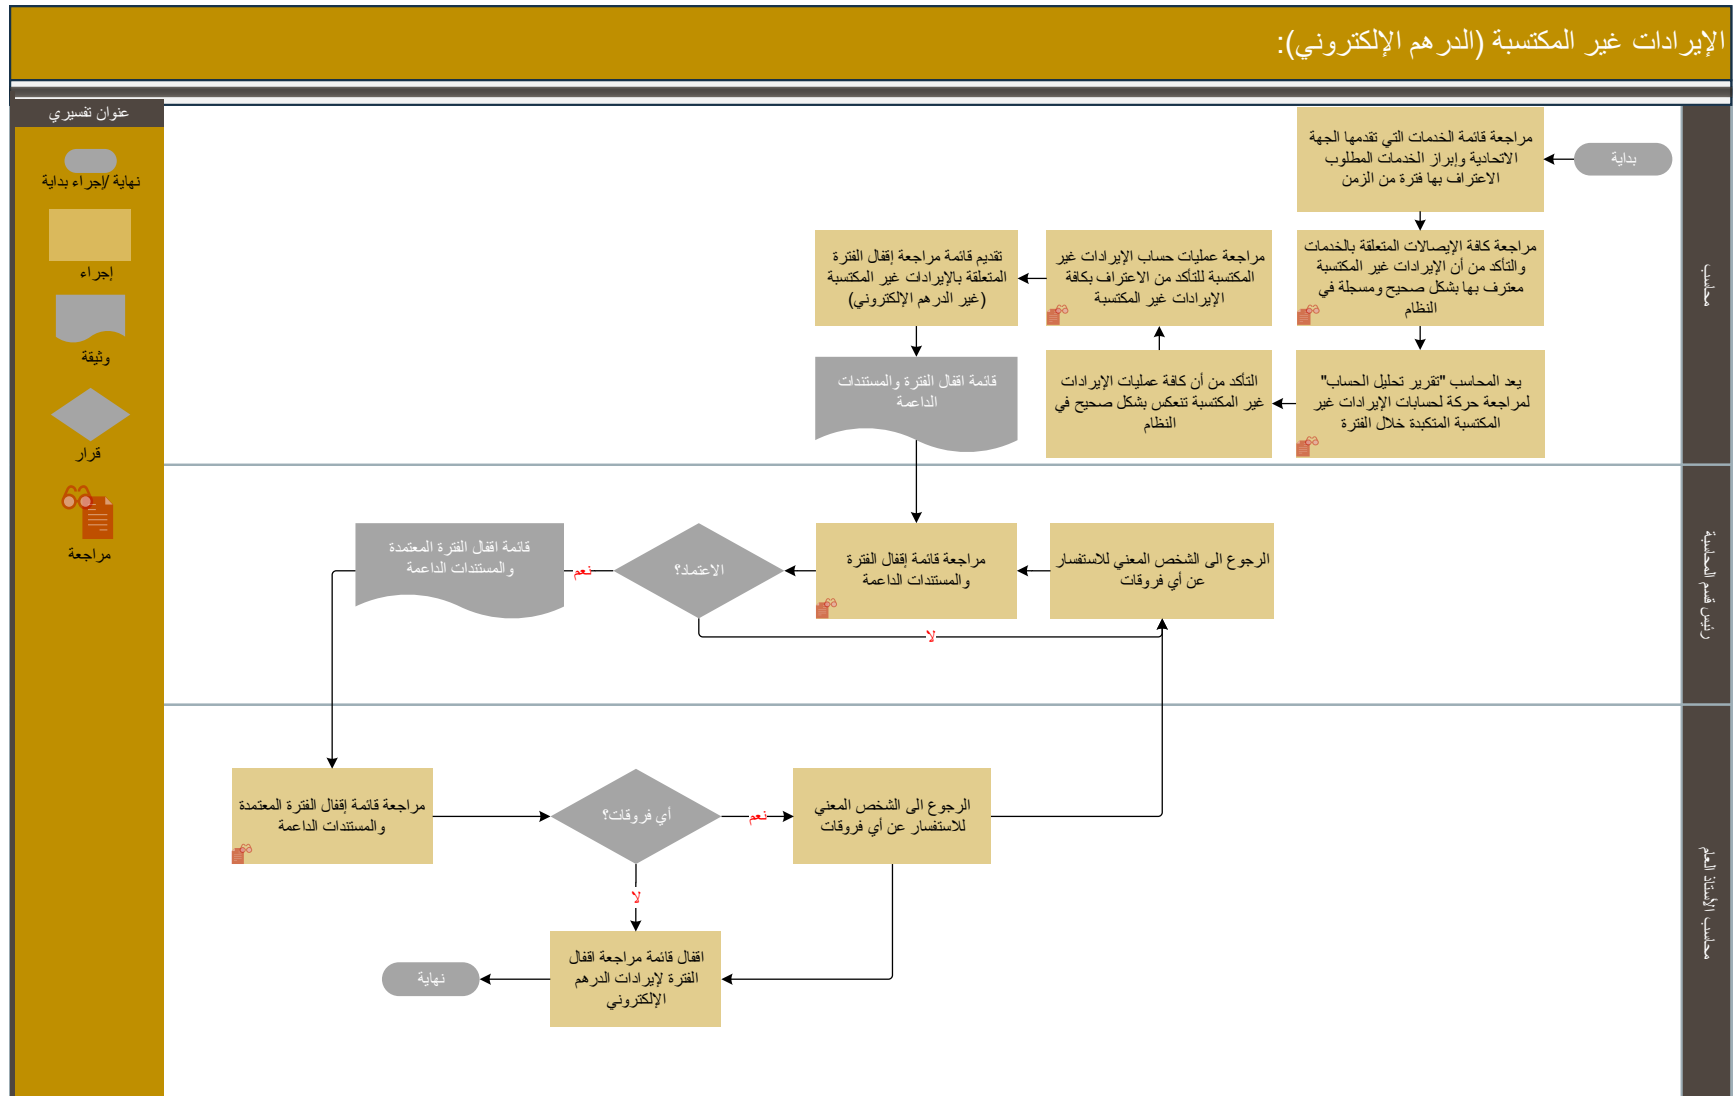 الإيرادات غير المكتسبة (الدرهم الإلكتروني):
عنوان تفسيري
نهاية /إجراء بداية
إجراء
وثيقة
قرار
مراجعة
محاسب
بداية
مراجعة قائمة الخدمات التي تقدمها الجهة
الاتحادية وإبراز الخدمات المطلوب
الاعتراف بها فترة من الزمن
مراجعة كافة الإيصالات المتعلقة بالخدمات
والتأكد من أن الإيرادات غير المكتسبة
معترف بها بشكل صحيح ومسجلة في
النظام
يعد المحاسب "تقرير تحليل الحساب"
لمراجعة حركة لحسابات الإيرادات غير
المكتسبة المتكبدة خلال الفترة
التأكد من أن كافة عمليات الإيرادات
غير المكتسبة تنعكس بشكل صحيح في
النظام
مراجعة عمليات حساب الإيرادات غير
المكتسبة للتأكد من الاعتراف بكافة
الإيرادات غير المكتسبة
تقديم قائمة مراجعة إقفال الفترة
المتعلقة بالإيرادات غير المكتسبة
(غير الدرهم الإلكتروني)
قائمة اقفال الفترة والمستندات
الداعمة
رئيس قسم المحاسبة
الرجوع الى الشخص المعني للاستفسار
عن أي فروقات
مراجعة قائمة إقفال الفترة
والمستندات الداعمة
الاعتماد؟
نعم
لا
قائمة اقفال الفترة المعتمدة
والمستندات الداعمة
محاسب الأستاذ العام
مراجعة قائمة إقفال الفترة المعتمدة
والمستندات الداعمة
أي فروقات؟
نعم
لا
الرجوع الى الشخص المعني
للاستفسار عن أي فروقات
اقفال قائمة مراجعة اقفال
الفترة لإيرادات الدرهم
الإلكتروني
نهاية